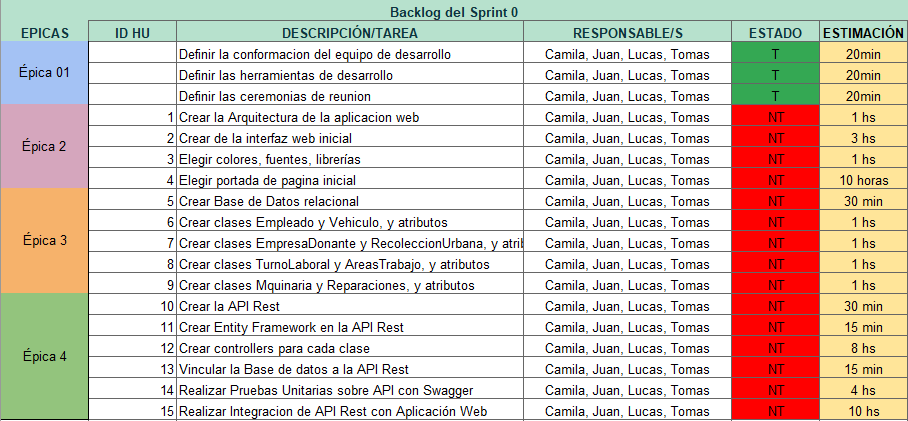 Backlog del Sprint 0
EPICAS ID HU DESCRIPCIÓN/TAREA RESPONSABLE/S ESTADO ESTIMACIÓN
Épica 01
Definir la conformacion del equipo de desarrollo Camila, Juan, Lucas, Tomas T 20min
Definir las herramientas de desarrollo Camila, Juan, Lucas, Tomas T 20min
Definir las ceremonias de reunion Camila, Juan, Lucas, Tomas T 20min
Épica 2
1 Crear la Arquitectura de la aplicacion web Camila, Juan, Lucas, Tomas NT 1 hs
2 Crear de la interfaz web inicial Camila, Juan, Lucas, Tomas NT 3 hs
3 Elegir colores, fuentes, librerías Camila, Juan, Lucas, Tomas NT 1 hs
4 Elegir portada de pagina inicial Camila, Juan, Lucas, Tomas NT 10 horas
Épica 3
5 Crear Base de Datos relacional Camila, Juan, Lucas, Tomas NT 30 min
6 Crear clases Empleado y Vehiculo, y atributos Camila, Juan, Lucas, Tomas NT 1 hs
7 Crear clases EmpresaDonante y RecoleccionUrbana, y atrib Camila, Juan, Lucas, Tomas NT 1 hs
8 Crear clases TurnoLaboral y AreasTrabajo, y atributos Camila, Juan, Lucas, Tomas NT 1 hs
9 Crear clases Mquinaria y Reparaciones, y atributos Camila, Juan, Lucas, Tomas NT 1 hs
Épica 4
10 Crear la API Rest Camila, Juan, Lucas, Tomas NT 30 min
11 Crear Entity Framework en la API Rest Camila, Juan, Lucas, Tomas NT 15 min
12 Crear controllers para cada clase Camila, Juan, Lucas, Tomas NT 8 hs
13 Vincular la Base de datos a la API Rest Camila, Juan, Lucas, Tomas NT 15 min
14 Realizar Pruebas Unitarias sobre API con Swagger Camila, Juan, Lucas, Tomas NT 4 hs
15 Realizar Integracion de API Rest con Aplicación Web Camila, Juan, Lucas, Tomas NT 10 hs